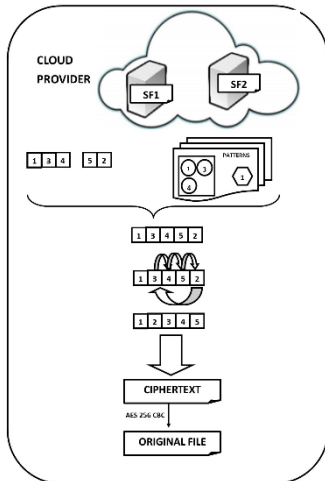 CLOUD
PROVIDER
SF1
SF2
1 3 4 5 2
PATTERNS
1 3
4
1
1 3 4 5 2
1 3 4 5 2
1 2 3 4 5
CIPHERTEXT
AES 256 CBC
ORIGINAL FILE